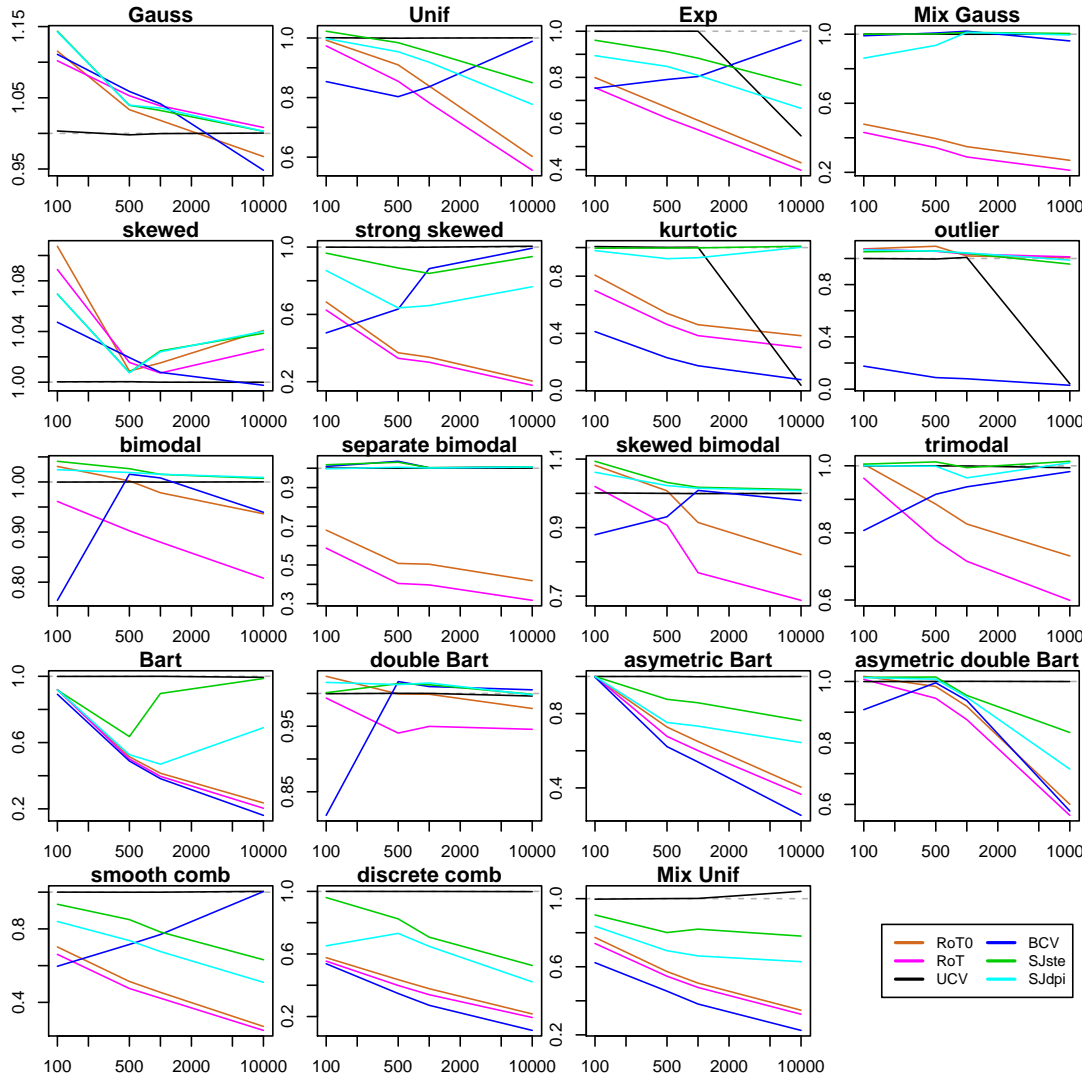 Gauss
1.15
1.05
0.95
100 500 2000 10000
Unif
1.0
0.8
0.6
100 500 2000 10000
Exp
1.0
0.8
0.6
0.4
100 500 2000 10000
Mix Gauss
1.0
0.6
0.2
100 500 2000 1000
skewed
1.08
1.04
1.00
100 500 2000 10000
strong skewed
1.0
0.6
0.2
100 500 2000 10000
kurtotic
0.8
0.4
0.0
100 500 2000 10000
outlier
0.8
0.4
0.0
100 500 2000 1000
bimodal
1.00
0.90
0.80
100 500 2000 10000
separate bimodal
0.9
0.7
0.5
0.3
100 500 2000 10000
skewed bimodal
1.1
0.9
0.7
100 500 2000 10000
trimodal
1.0
0.8
0.6
100 500 2000 1000
Bart
1.0
0.6
0.2
100 500 2000 10000
double Bart
0.95
0.85
100 500 2000 10000
asymetric Bart
0.8
0.4
100 500 2000 10000
asymetric double Bart
1.0
0.8
0.6
100 500 2000 1000
smooth comb
0.8
0.4
100 500 2000 10000
discrete comb
1.0
0.6
0.2
100 500 2000 10000
Mix Unif
1.0
0.6
0.2
100 500 2000 10000
RoT0 BCV
RoT SJste
UCV SJdpi